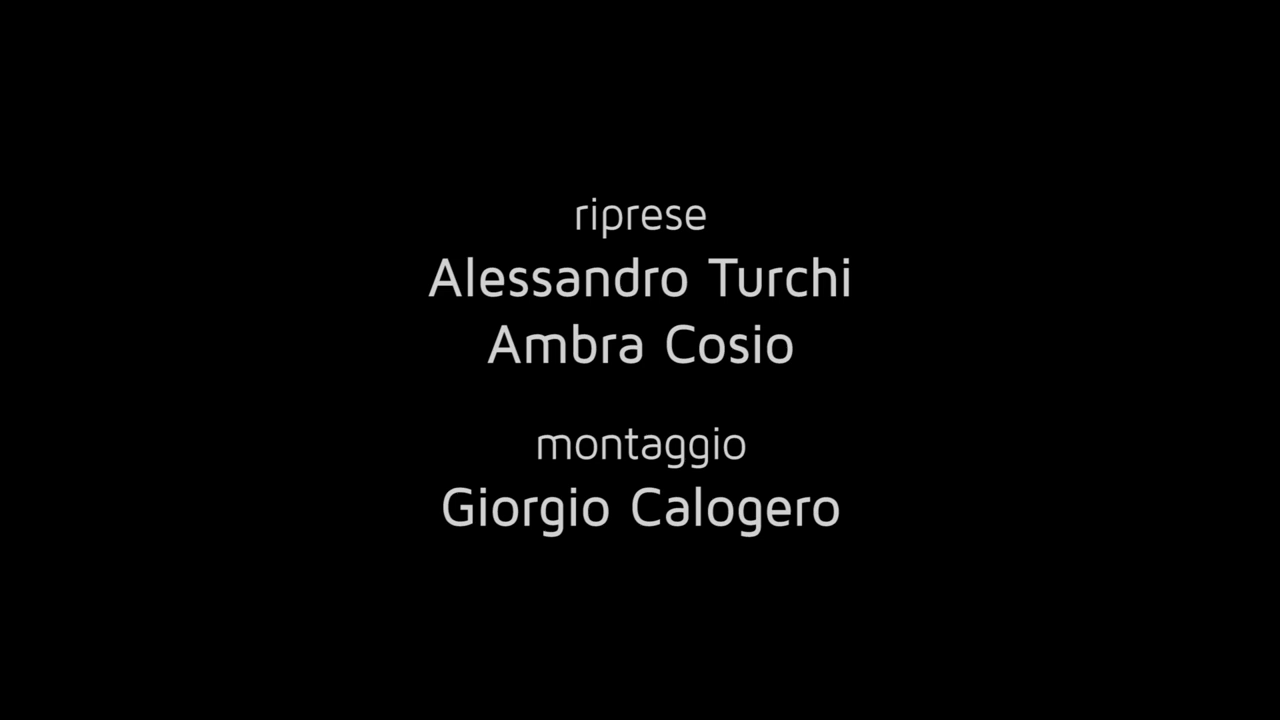 riprese
Alessandro Turchi
Ambra Cosio
montaggio
Giorgio Calogero